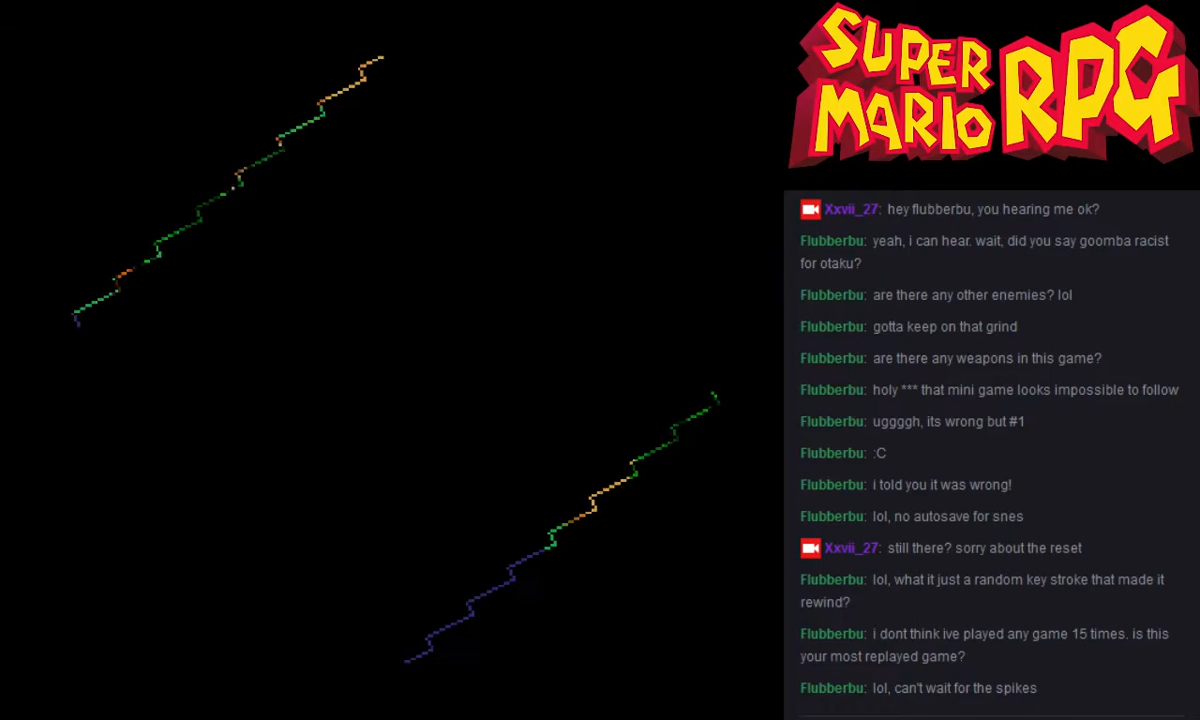 SUPER
MARIO RPG
Xxvii_27: hey flubberbu, you hearing me ok?
Flubberbu: yeah, i can hear. wait, did you say goomba racist
for otaku?
Flubberbu: are there any other enemies? lol
Flubberbu: gotta keep on that grind
Flubberbu: are there any weapons in this game?
Flubberbu: holy *** that mini game looks impossible to follow
Flubberbu: uggggh, its wrong but #1
Flubberbu: :C
Flubberbu: i told you it was wrong!
Flubberbu: lol, no autosave for snes
Xxvii_27: still there? sorry about the reset
Flubberbu: lol, what it just a random key stroke that made it
rewind?
Flubberbu: i dont think ive played any game 15 times. is this
your most replayed game?
Flubberbu: lol, can't wait for the spikes